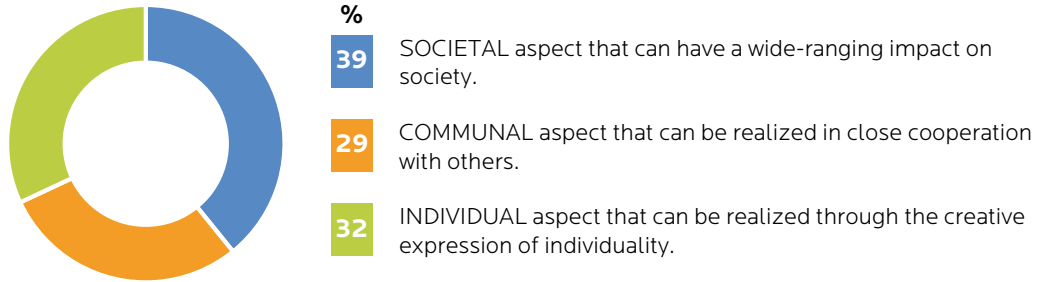 %
39
SOCIETAL aspect that can have a wide-ranging impact on
society.
29
COMMUNAL aspect that can be realized in close cooperation
with others.
32
INDIVIDUAL aspect that can be realized through the creative
expression of individuality.